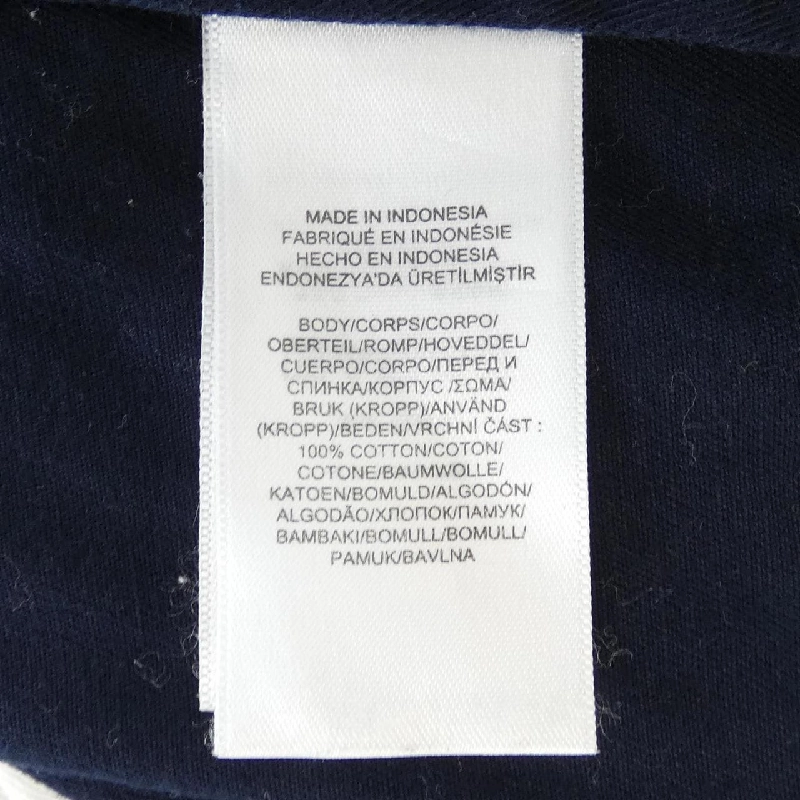 MADE IN INDONESIA
FABRIQUÉ EN INDONÉSIE
HECHO EN INDONESIA
ENDONEZYA'DA ÜRETİLMİŞTİR
BODY/CORPS/CORPO/
OBERTEIL/ROMP/HOVEDDEL/
CUERPO/CORPO/ПЕРЕД И
СПИНКА/КОРПУС /ΣΩΜΑ/
BRUK (KROPP)/ANVÄND
(KROPP)/BEDEN/VRCHNÍ ČÁST :
100% COTTON/COTON/
COTONE/BAUMWOLLE/
KATOEN/BOMULD/ALGODÓN/
ALGODÃO/ХЛОПОК/ПАМУК/
ΒΑΜΒΑΚΙ/BOMULL/BOMULL/
PAMUK/BAVLNA